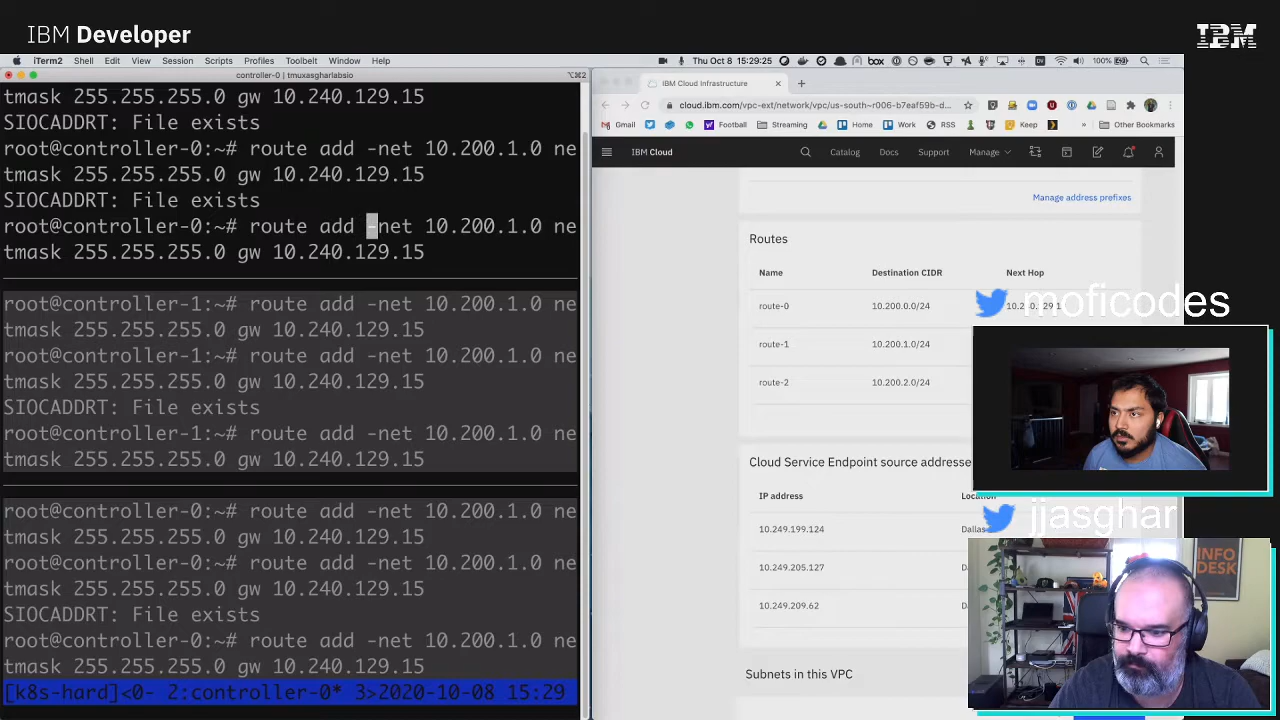 IBM Developer
IBM
iTerm2 Shell Edit View Session Scripts Profiles Toolbelt Window Help
Thu Oct 8 15:29:25
100%
controller-0 | tmuxasgharlabsio
⌥⌘2
tmask 255.255.255.0 gw 10.240.129.15
SIOCADDRT: File exists
root@controller-0:~# route add -net 10.200.1.0 ne
tmask 255.255.255.0 gw 10.240.129.15
SIOCADDRT: File exists
root@controller-0:~# route add -net 10.200.1.0 ne
tmask 255.255.255.0 gw 10.240.129.15
root@controller-1:~# route add -net 10.200.1.0 ne
tmask 255.255.255.0 gw 10.240.129.15
root@controller-1:~# route add -net 10.200.1.0 ne
tmask 255.255.255.0 gw 10.240.129.15
SIOCADDRT: File exists
root@controller-1:~# route add -net 10.200.1.0 ne
tmask 255.255.255.0 gw 10.240.129.15
root@controller-0:~# route add -net 10.200.1.0 ne
tmask 255.255.255.0 gw 10.240.129.15
root@controller-0:~# route add -net 10.200.1.0 ne
tmask 255.255.255.0 gw 10.240.129.15
SIOCADDRT: File exists
root@controller-0:~# route add -net 10.200.1.0 ne
tmask 255.255.255.0 gw 10.240.129.15
[k8s-hard]<0- 2:controller-0* 3>2020-10-08 15:29
IBM Cloud Infrastructure
cloud.ibm.com/vpc-ext/network/vpc/us-south~r006-b7eaf59b-d...
Gmail Football Streaming Home Work RSS Keep » Other Bookmarks
IBM Cloud Catalog Docs Support Manage
Manage address prefixes
Routes
Name Destination CIDR Next Hop
route-0 10.200.0.0/24
route-1 10.200.1.0/24
route-2 10.200.2.0/24
Cloud Service Endpoint source addresse
IP address
10.249.199.124
10.249.205.127
10.249.209.62
Subnets in this VPC
moficodes
jjasghar
INFO
DESK